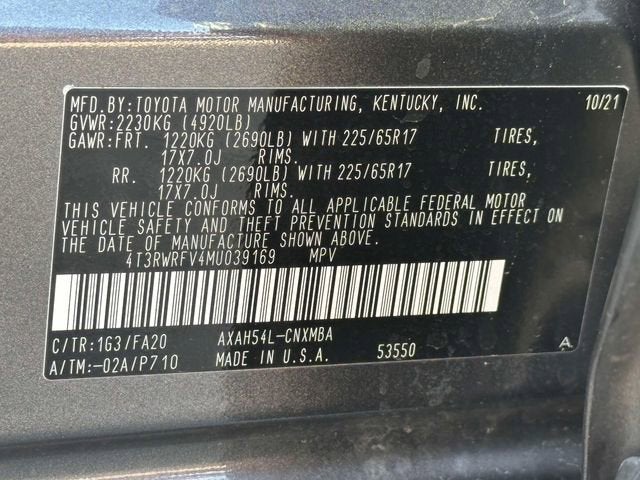 MFD.BY:TOYOTA MOTOR MANUFACTURING, KENTUCKY, INC. 10/21
GVWR:2230KG (4920LB)
GAWR:FRT. 1220KG (2690LB) WITH 225/65R17 TIRES,
17X7.0J RIMS.
RR. 1220KG (2690LB) WITH 225/65R17 TIRES,
17X7.0J RIMS.
THIS VEHICLE CONFORMS TO ALL APPLICABLE FEDERAL MOTOR
VEHICLE SAFETY AND THEFT PREVENTION STANDARDS IN EFFECT ON
THE DATE OF MANUFACTURE SHOWN ABOVE.
4T3RWRFV4MU039169 MPV
C/TR:1G3/FA20 AXAH54L-CNXMBA
A/TM:-02A/P710 MADE IN U.S.A. 53550 A